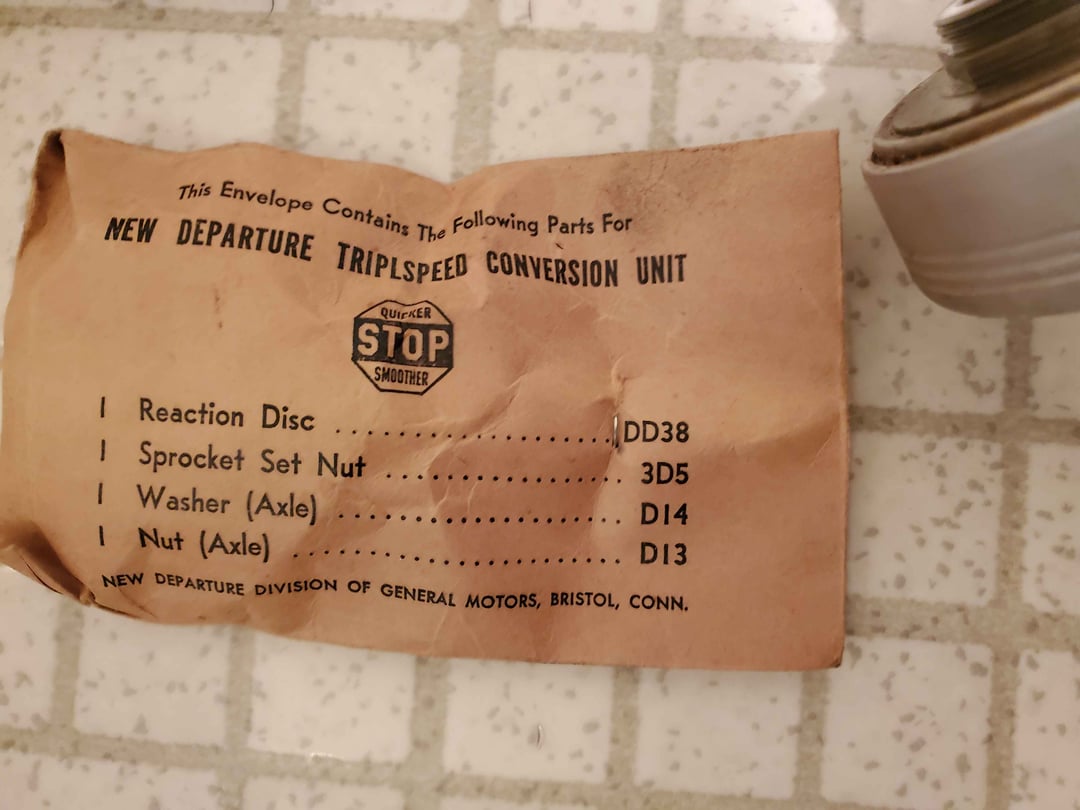 This Envelope Contains The Following Parts For
NEW DEPARTURE TRIPLSPEED CONVERSION UNIT
QUICKER
STOP
SMOOTHER
1 Reaction Disc .................... DD38
1 Sprocket Set Nut .................... 3D5
1 Washer (Axle) .................... D14
1 Nut (Axle) .................... D13
NEW DEPARTURE DIVISION OF GENERAL MOTORS, BRISTOL, CONN.